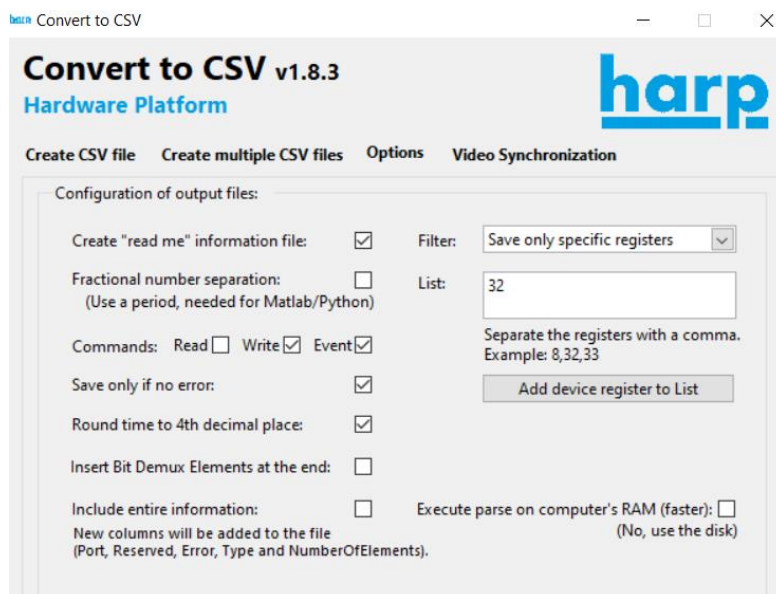 harp Convert to CSV
Convert to CSV v1.8.3
Hardware Platform
harp
Create CSV file Create multiple CSV files Options Video Synchronization
Configuration of output files:
Create "read me" information file:
Filter: Save only specific registers
Fractional number separation:
(Use a period, needed for Matlab/Python)
List: 32
Commands: Read Write Event
Separate the registers with a comma.
Example: 8,32,33
Save only if no error:
Add device register to List
Round time to 4th decimal place:
Insert Bit Demux Elements at the end:
Include entire information:
Execute parse on computer's RAM (faster):
(No, use the disk)
New columns will be added to the file
(Port, Reserved, Error, Type and NumberOfElements).